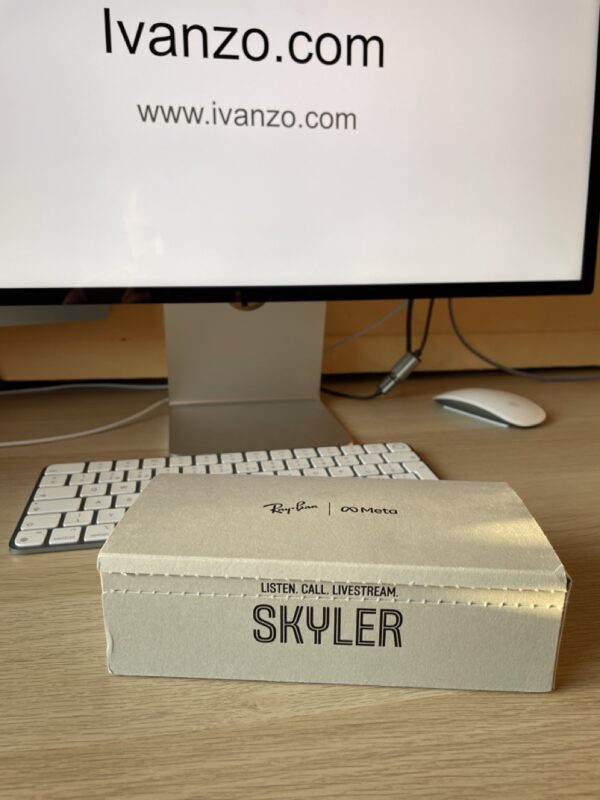 Ivanzo.com
www.ivanzo.com
Ray-Ban | ∞ Meta
LISTEN. CALL. LIVESTREAM.
SKYLER